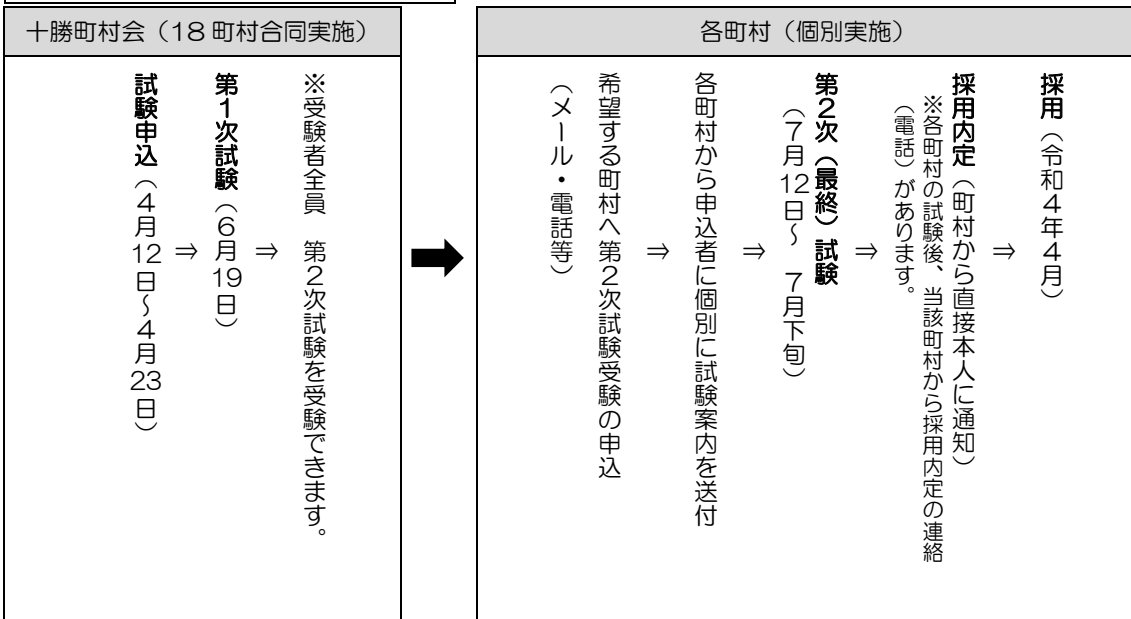 十勝町村会（18町村合同実施）
試験申込（４月12日～４月23日）
⇒
第１次試験（６月19日）
⇒
※受験者全員　第２次試験を受験できます。
各町村（個別実施）
希望する町村へ第２次試験受験の申込
（メール・電話等）
⇒
各町村から申込者に個別に試験案内を送付
⇒
第２次（最終）試験
（７月12日～　７月下旬）
⇒
採用内定（町村から直接本人に通知）
※各町村の試験後、当該町村から採用内定の連絡
（電話）があります。
⇒
採用（令和４年４月）